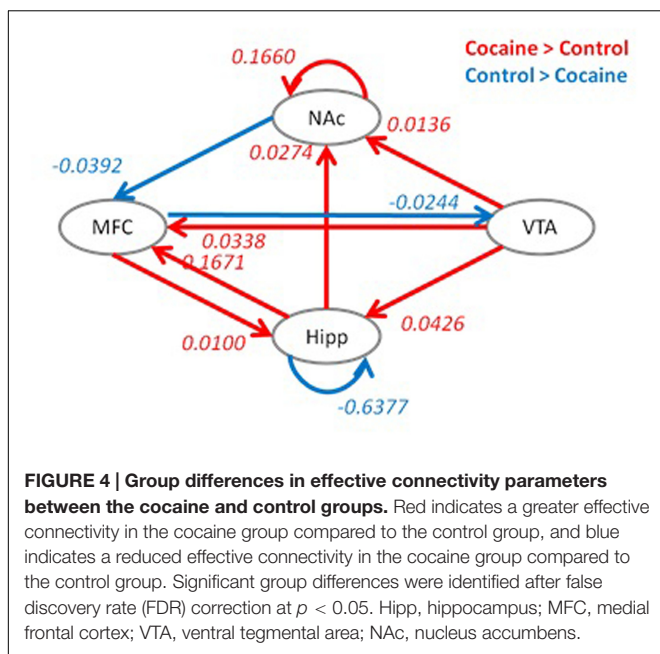 Cocaine > Control
Control > Cocaine
0.1660
NAc
0.0136
0.0274
-0.0392
-0.0244
MFC
VTA
0.0338
0.1671
0.0100
Hipp
0.0426
-0.6377
FIGURE 4 | Group differences in effective connectivity parameters
between the cocaine and control groups. Red indicates a greater effective
connectivity in the cocaine group compared to the control group, and blue
indicates a reduced effective connectivity in the cocaine group compared to
the control group. Significant group differences were identified after false
discovery rate (FDR) correction at p < 0.05. Hipp, hippocampus; MFC, medial
frontal cortex; VTA, ventral tegmental area; NAc, nucleus accumbens.